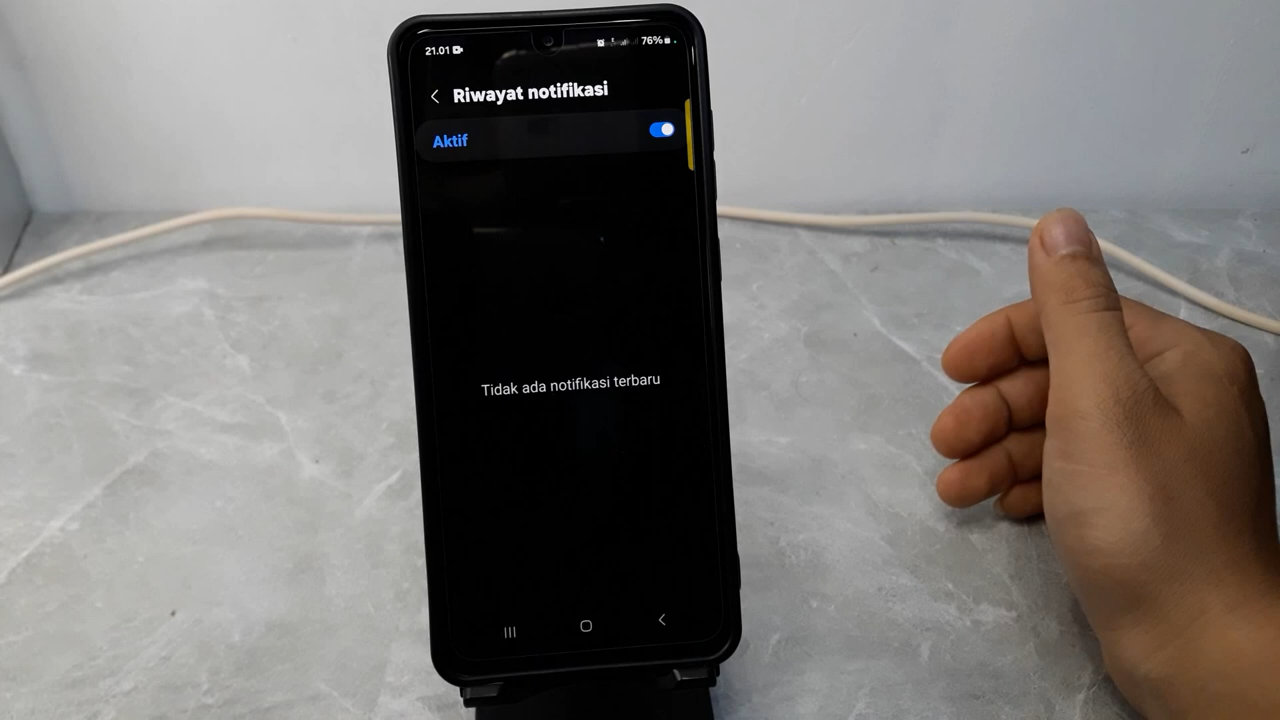 21.01
76%
Riwayat notifikasi
Aktif
Tidak ada notifikasi terbaru